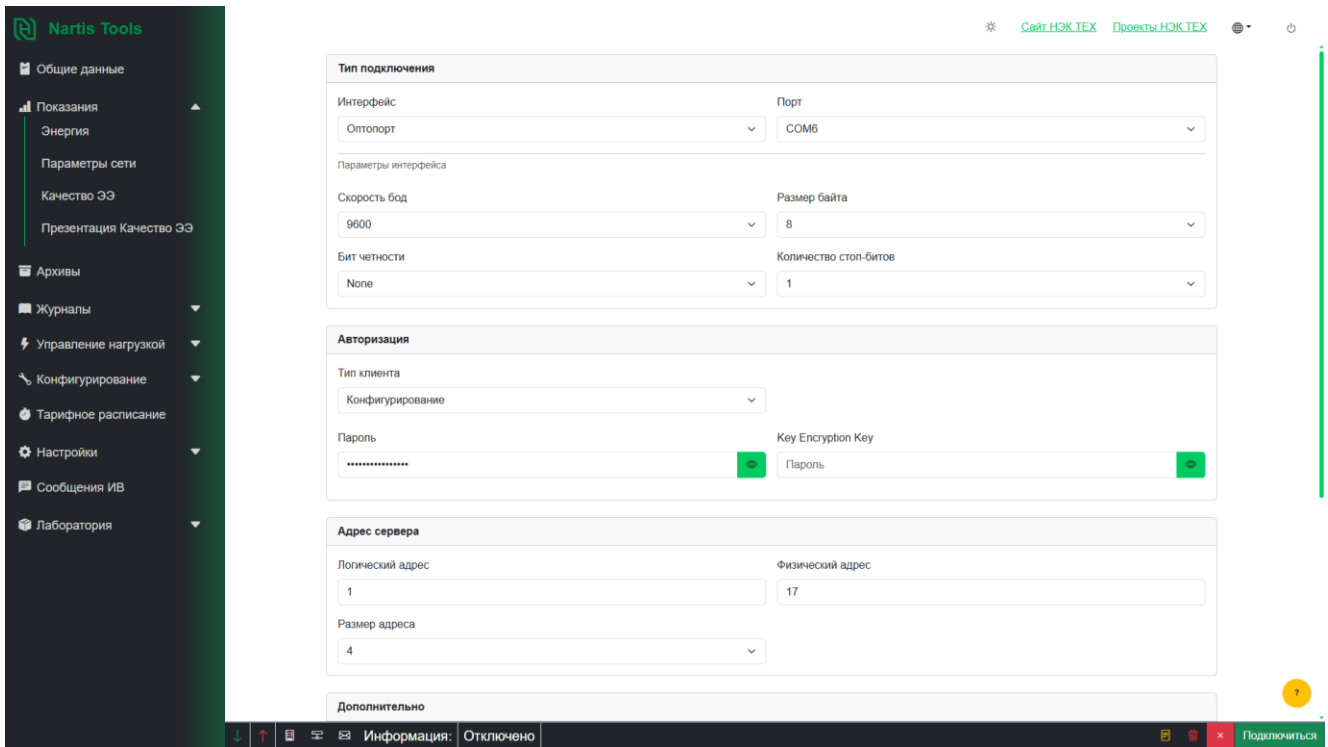 Nartis Tools
Сайт НЭК.ТЕХ Проекты НЭК.ТЕХ
Общие данные
Показания
Энергия
Параметры сети
Качество ЭЭ
Презентация Качество ЭЭ
Архивы
Журналы
Управление нагрузкой
Конфигурирование
Тарифное расписание
Настройки
Сообщения ИВ
Лаборатория
Тип подключения
Интерфейс Порт
Оптопорт COM6
Параметры интерфейса
Скорость бод Размер байта
9600 8
Бит четности Количество стоп-битов
None 1
Авторизация
Тип клиента
Конфигурирование
Пароль Key Encryption Key
•••••••••••••••• Пароль
Адрес сервера
Логический адрес Физический адрес
1 17
Размер адреса
4
Дополнительно
?
Информация: Отключено × Подключиться